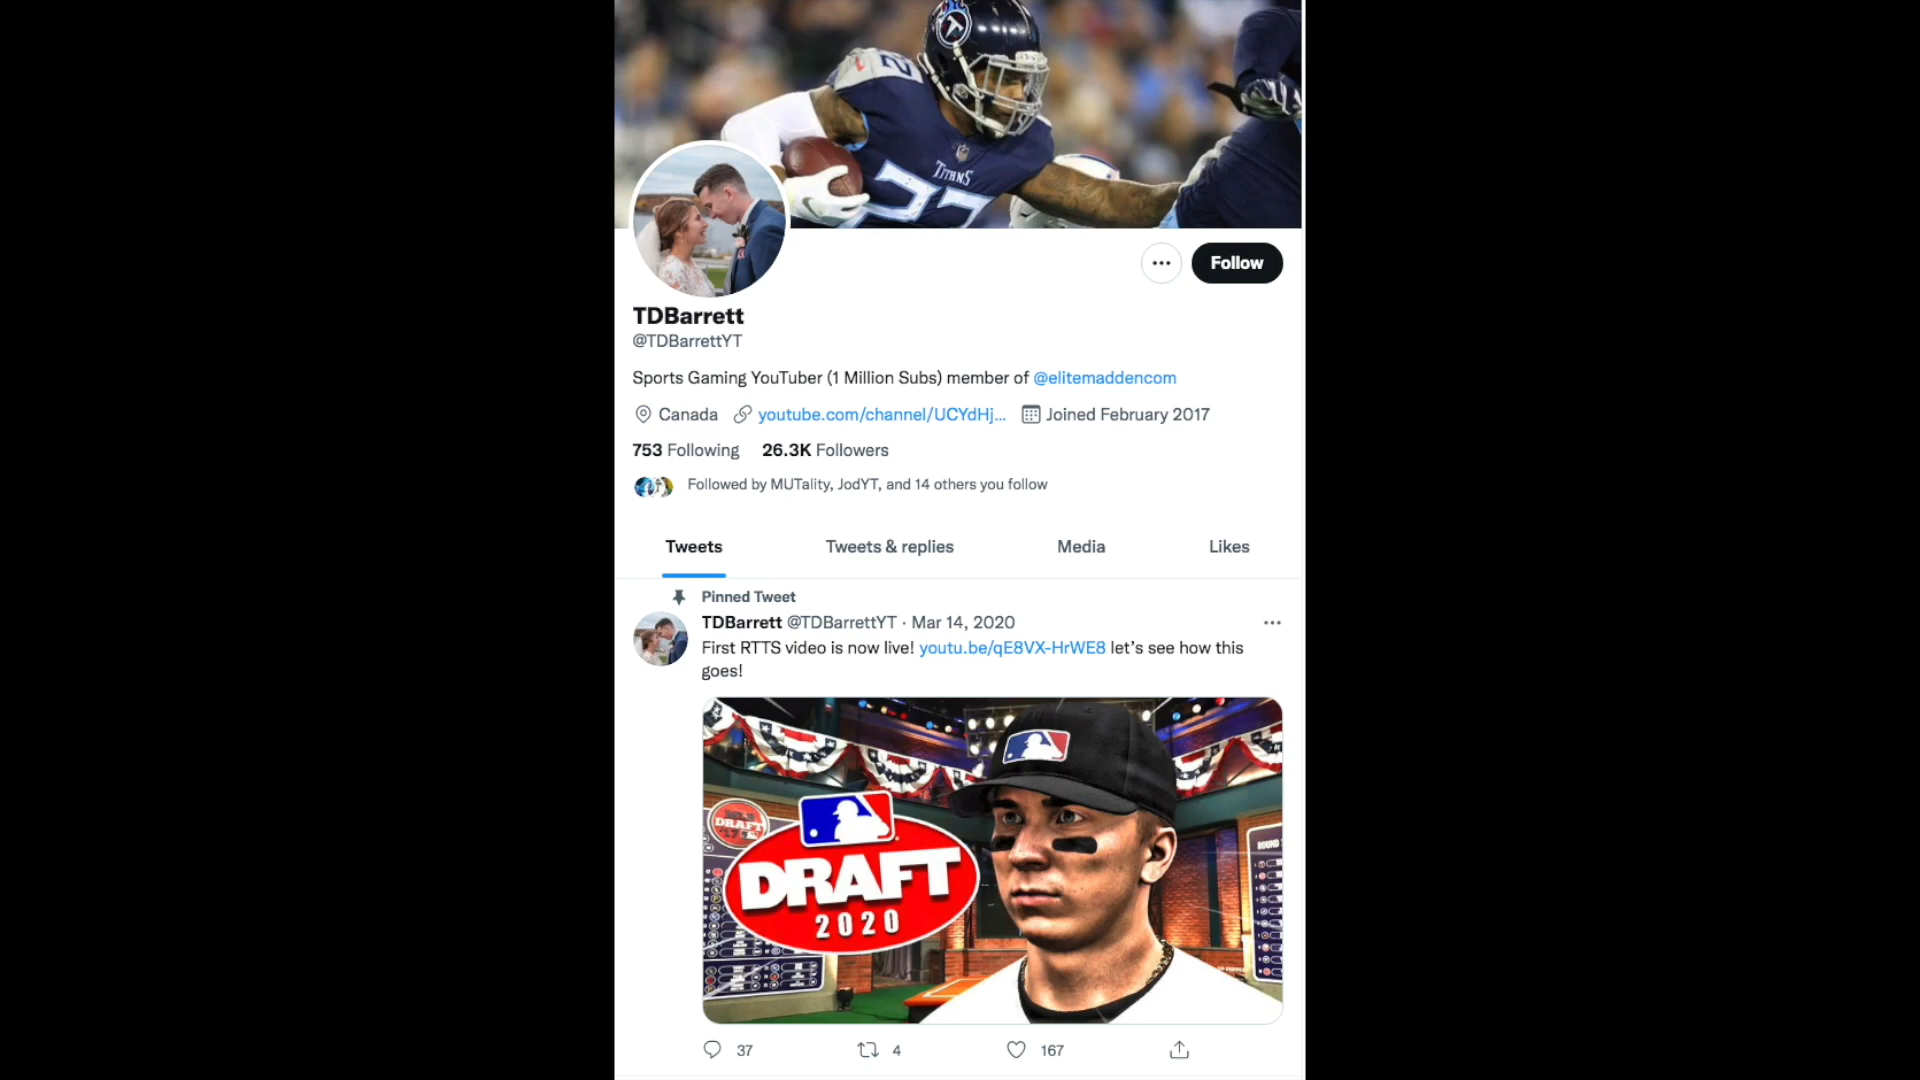 TITANS
22
Follow
TDBarrett
@TDBarrettYT
Sports Gaming YouTuber (1 Million Subs) member of @elitemaddencom
Canada youtube.com/channel/UCYdHj... Joined February 2017
753 Following 26.3K Followers
Followed by MUTality, JodYT, and 14 others you follow
Tweets Tweets & replies Media Likes
Pinned Tweet
TDBarrett @TDBarrettYT · Mar 14, 2020
First RTTS video is now live! youtu.be/qE8VX-HrWE8 let's see how this
goes!
DRAFT
ROUND
DRAFT
2020
37 4 167